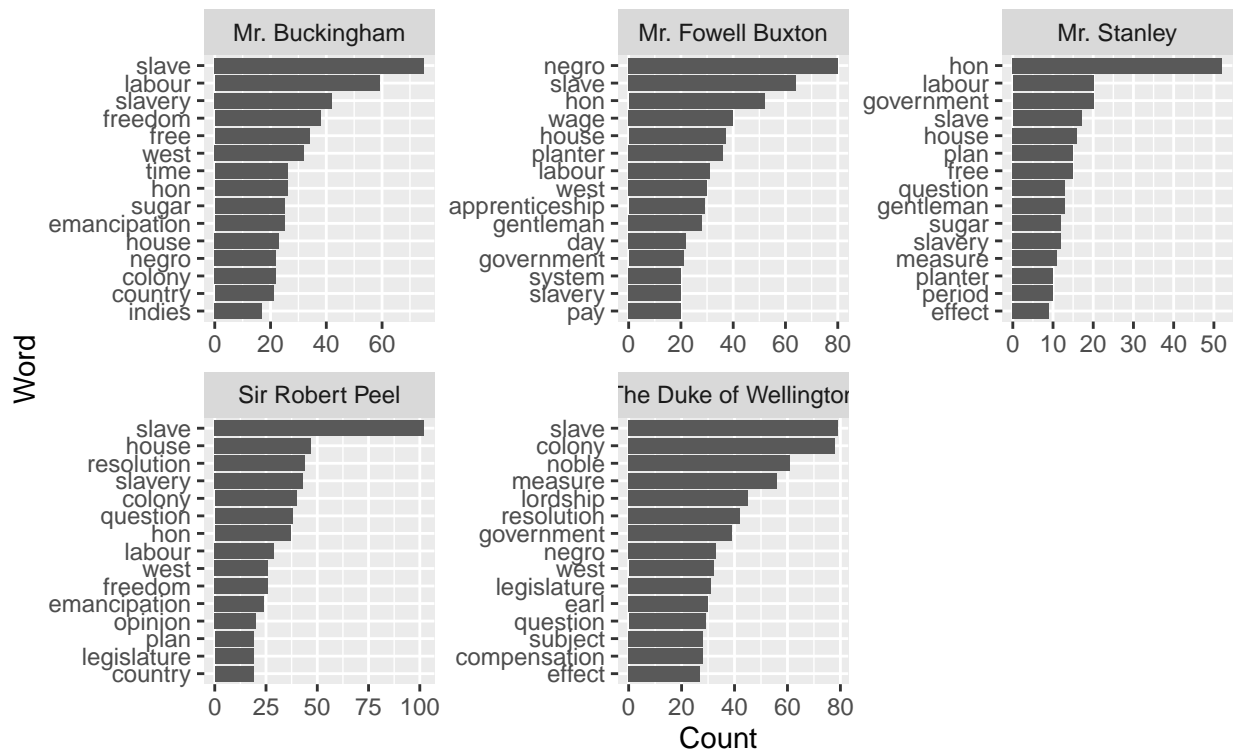 Mr. Buckingham
slave
labour
slavery
freedom
free
west
time
hon
sugar
emancipation
house
negro
colony
country
indies
0 20 40 60
Mr. Fowell Buxton
negro
slave
hon
wage
house
planter
labour
west
apprenticeship
gentleman
day
government
system
slavery
pay
0 20 40 60 80
Mr. Stanley
hon
labour
government
slave
house
plan
free
question
gentleman
sugar
slavery
measure
planter
period
effect
0 10 20 30 40 50
Word
Sir Robert Peel
slave
house
resolution
slavery
colony
question
hon
labour
west
freedom
emancipation
opinion
plan
legislature
country
0 25 50 75 100
The Duke of Wellington
slave
colony
noble
measure
lordship
resolution
government
negro
west
legislature
earl
question
subject
compensation
effect
0 20 40 60 80
Count